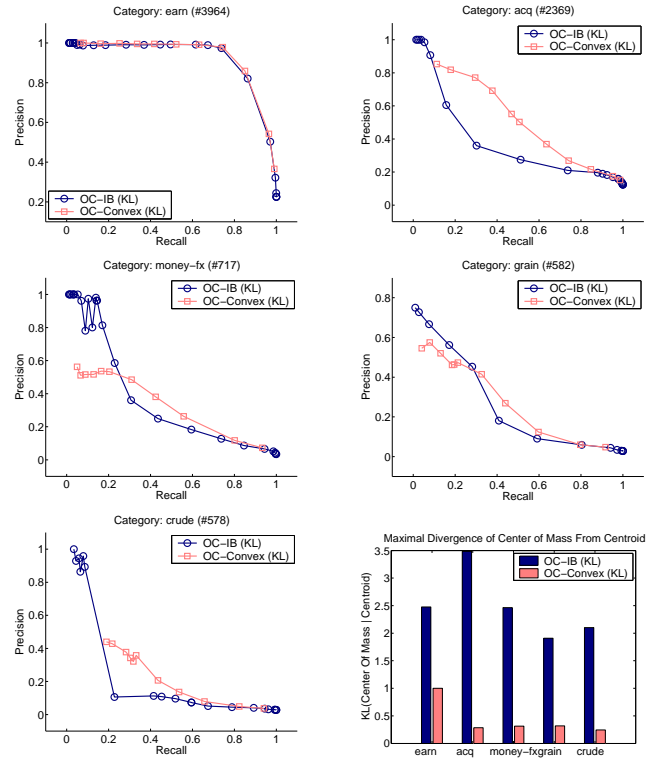 Category: earn (#3964)
Precision
1
0.8
0.6
0.4
0.2
OC−IB (KL)
OC−Convex (KL)
0 0.2 0.4 0.6 0.8 1
Recall
Category: acq (#2369)
Precision
1
0.8
0.6
0.4
0.2
0
OC−IB (KL)
OC−Convex (KL)
0 0.2 0.4 0.6 0.8 1
Recall
Category: money−fx (#717)
Precision
1
0.8
0.6
0.4
0.2
0
OC−IB (KL)
OC−Convex (KL)
0 0.2 0.4 0.6 0.8 1
Recall
Category: grain (#582)
Precision
0.8
0.6
0.4
0.2
0
OC−IB (KL)
OC−Convex (KL)
0 0.2 0.4 0.6 0.8 1
Recall
Category: crude (#578)
Precision
1
0.8
0.6
0.4
0.2
0
OC−IB (KL)
OC−Convex (KL)
0 0.2 0.4 0.6 0.8 1
Recall
Maximal Divergence of Center of Mass From Centroid
KL(Center Of Mass | Centroid)
3.5
3
2.5
2
1.5
1
0.5
0
OC−IB (KL)
OC−Convex (KL)
earn acq money−fxgrain crude